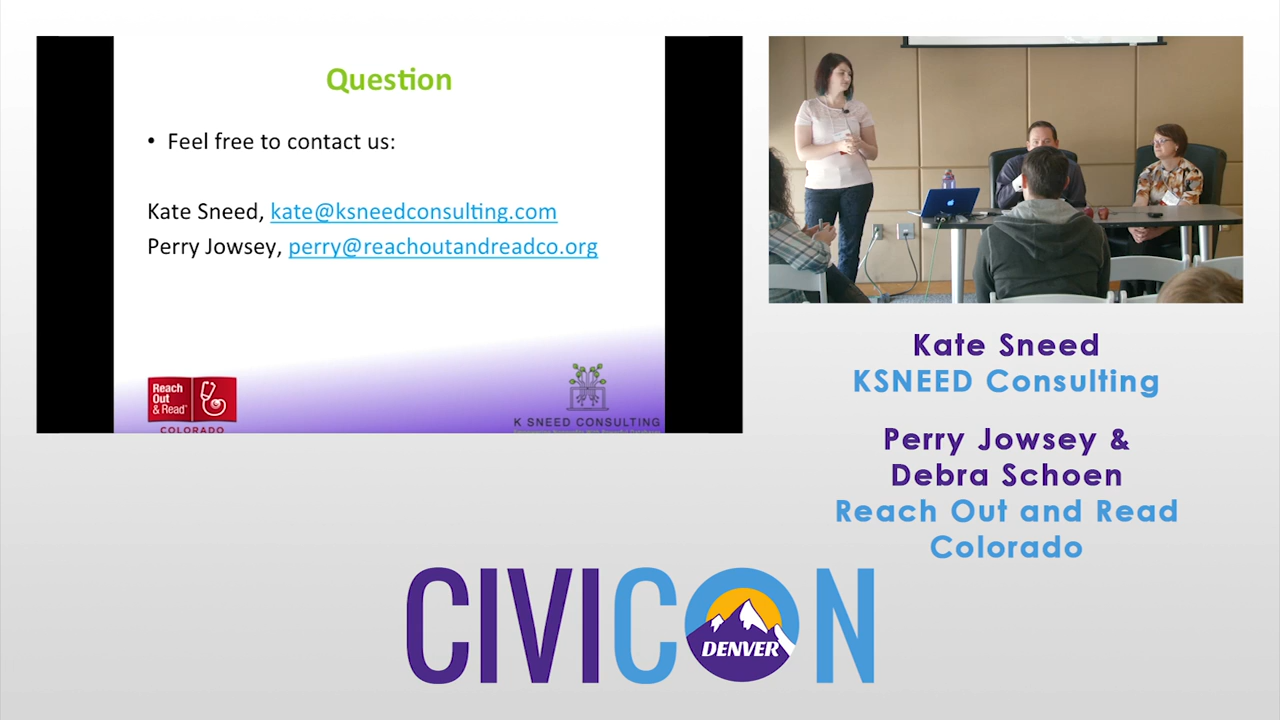 Question
• Feel free to contact us:
Kate Sneed, kate@ksneedconsulting.com
Perry Jowsey, perry@reachoutandreadco.org
Reach
Out
& Read
COLORADO
K SNEED CONSULTING
Kate Sneed
KSNEED Consulting
Perry Jowsey &
Debra Schoen
Reach Out and Read
Colorado
CIVICON
DENVER